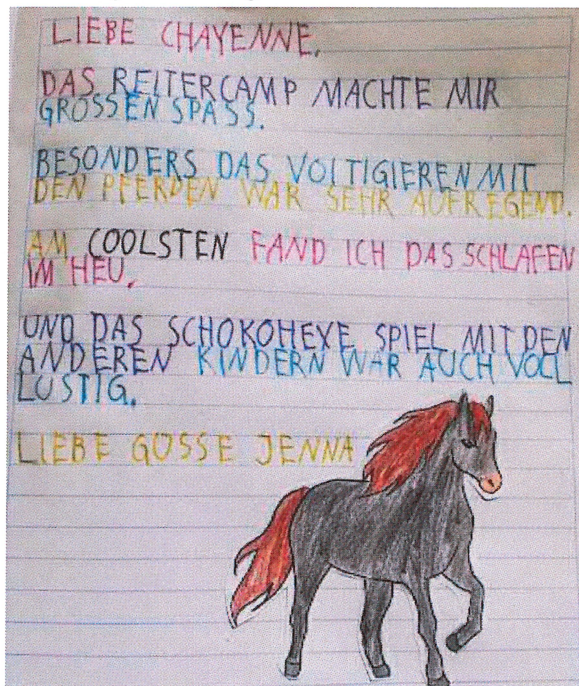 LIEBE CHAYENNE,
DAS REITERCAMP MACHTE MIR
GROSSEN SPASS.
BESONDERS DAS VOLTIGIEREN MIT
DEN PFERDEN WAR SEHR AUFREGEND.
AM COOLSTEN FAND ICH DAS SCHLAFEN
IM HEU,
UND DAS SCHOKOHEXE SPIEL MIT DEN
ANDEREN KINDERN WAR AUCH VOLL
LUSTIG.
LIEBE GÜSSE JENNA